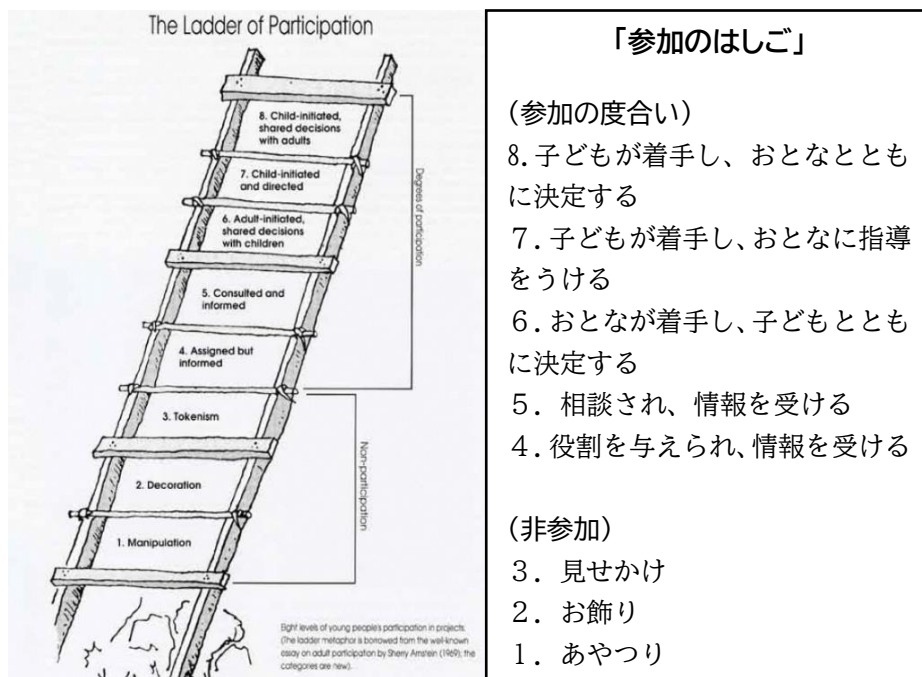 The Ladder of Participation
8. Child-initiated,
shared decisions
with adults
7. Child-initiated
and directed
6. Adult-initiated,
shared decisions
with children
5. Consulted and
informed
4. Assigned but
informed
3. Tokenism
2. Decoration
1. Manipulation
Degrees of participation
Non-participation
Eight levels of young people's participation in projects.
(The ladder metaphor is borrowed from the well-known
essay on adult participation by Sherry Arnstein (1969); the
categories are new).
「参加のはしご」
(参加の度合い)
8.子どもが着手し、おとなととも
に決定する
7.子どもが着手し、おとなに指導
をうける
6.おとなが着手し、子どもととも
に決定する
5. 相談され、情報を受ける
4.役割を与えられ、情報を受ける
(非参加)
3. 見せかけ
2. お飾り
1. あやつり